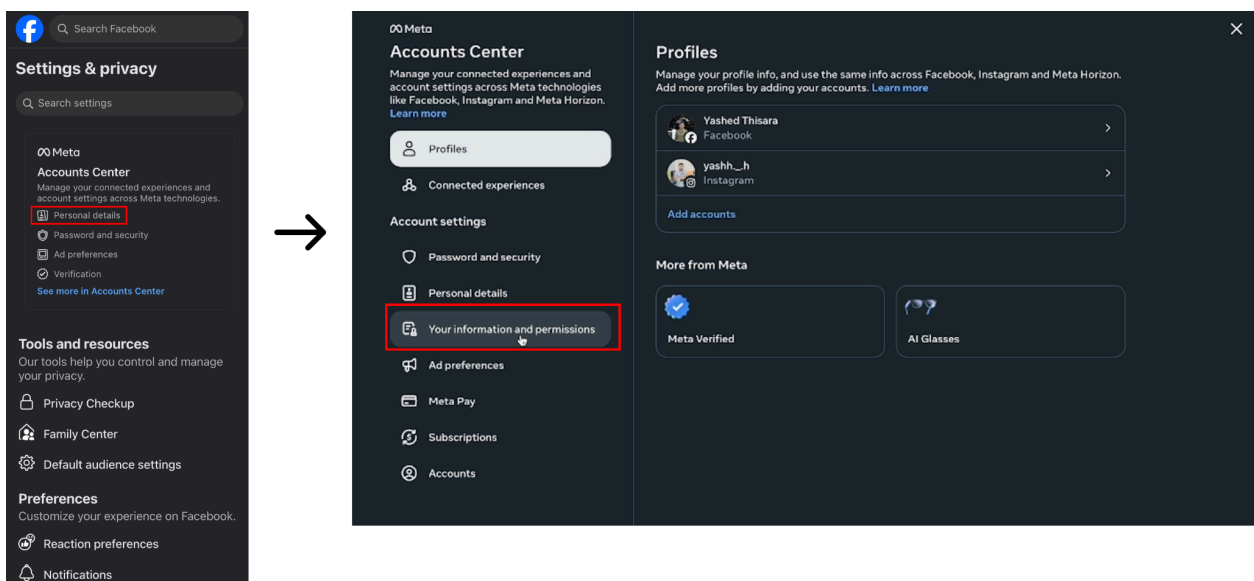 Search Facebook
Settings & privacy
Search settings
Meta
Accounts Center
Manage your connected experiences and
account settings across Meta technologies.
Personal details
Password and security
Ad preferences
Verification
See more in Accounts Center
Tools and resources
Our tools help you control and manage
your privacy.
Privacy Checkup
Family Center
Default audience settings
Preferences
Customize your experience on Facebook.
Reaction preferences
Notifications
Meta
Accounts Center
Manage your connected experiences and
account settings across Meta technologies
like Facebook, Instagram and Meta Horizon.
Learn more
Profiles
Connected experiences
Account settings
Password and security
Personal details
Your information and permissions
Ad preferences
Meta Pay
Subscriptions
Accounts
Profiles
Manage your profile info, and use the same info across Facebook, Instagram and Meta Horizon.
Add more profiles by adding your accounts. Learn more
Yashed Thisara
Facebook
yashh._.h
Instagram
Add accounts
More from Meta
Meta Verified
AI Glasses